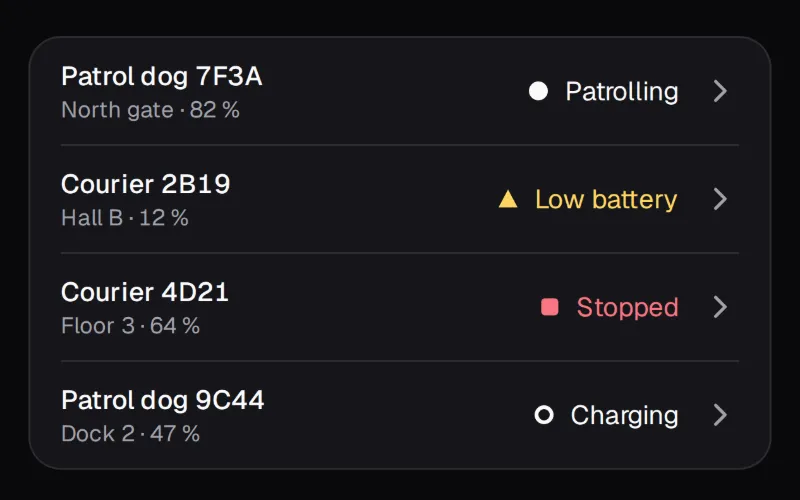 Patrol dog 7F3A
North gate · 82 %
Patrolling
Courier 2B19
Hall B · 12 %
Low battery
Courier 4D21
Floor 3 · 64 %
Stopped
Patrol dog 9C44
Dock 2 · 47 %
Charging